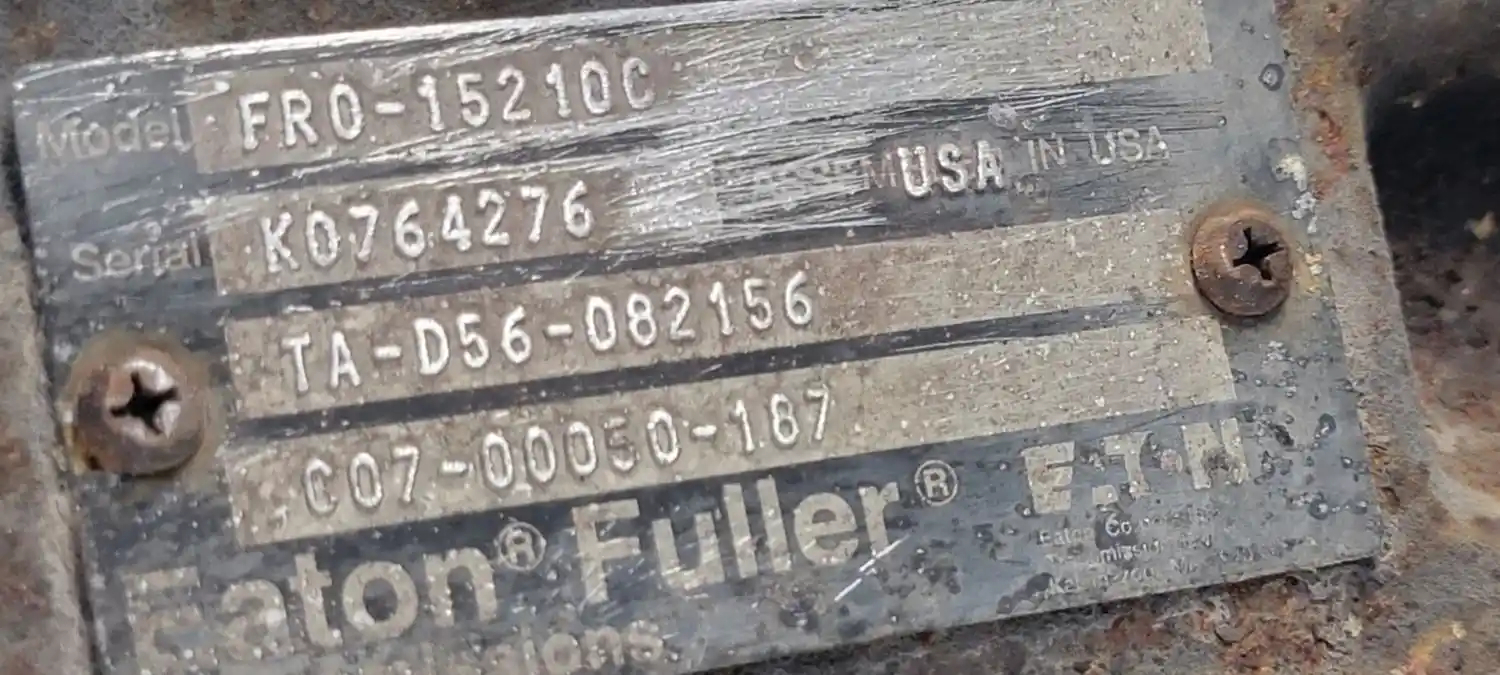 Model FRO-15210C
Serial K0764276 USA IN USA
TA-D56-082156
C07-00050-187
Eaton® Fuller®